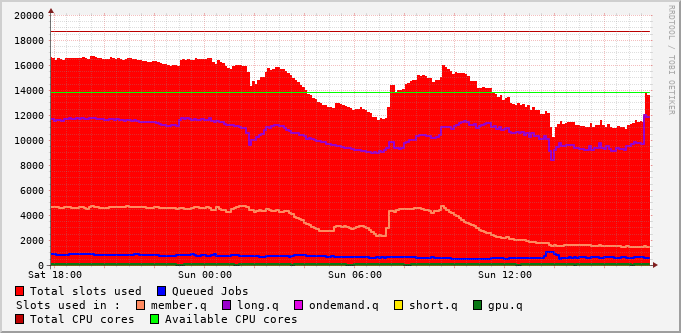 20000
18000
16000
14000
12000
10000
8000
6000
4000
2000
0
Sat 18:00 Sun 00:00 Sun 06:00 Sun 12:00
RRDTOOL / TOBI OETIKER
Total slots used Queued Jobs
Slots used in : member.q long.q ondemand.q short.q gpu.q
Total CPU cores Available CPU cores